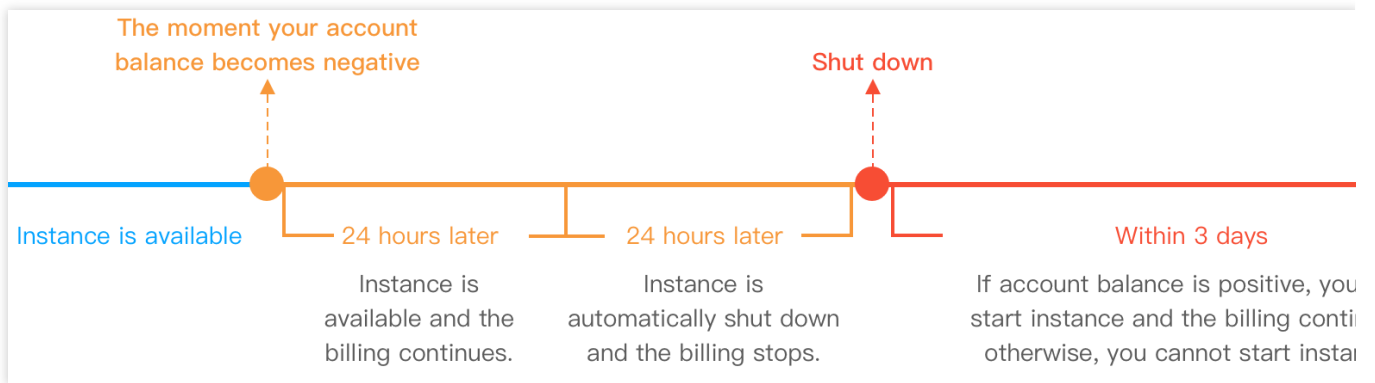 The moment your account
balance becomes negative
Shut down
Instance is available
24 hours later
24 hours later
Within 3 days
Instance is
available and the
billing continues.
Instance is
automatically shut down
and the billing stops.
If account balance is positive, you
start instance and the billing
otherwise, you cannot start